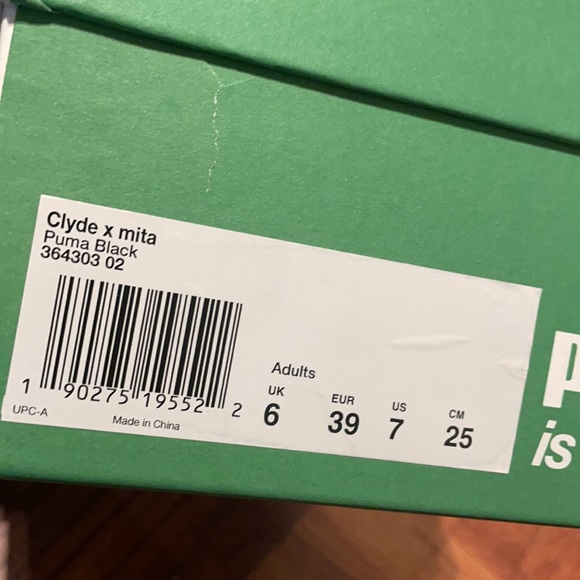 Clyde x mita
Puma Black
364303 02
1 90275 19552 2
UPC-A
Made in China
Adults
UK EUR US CM
6 39 7 25
is